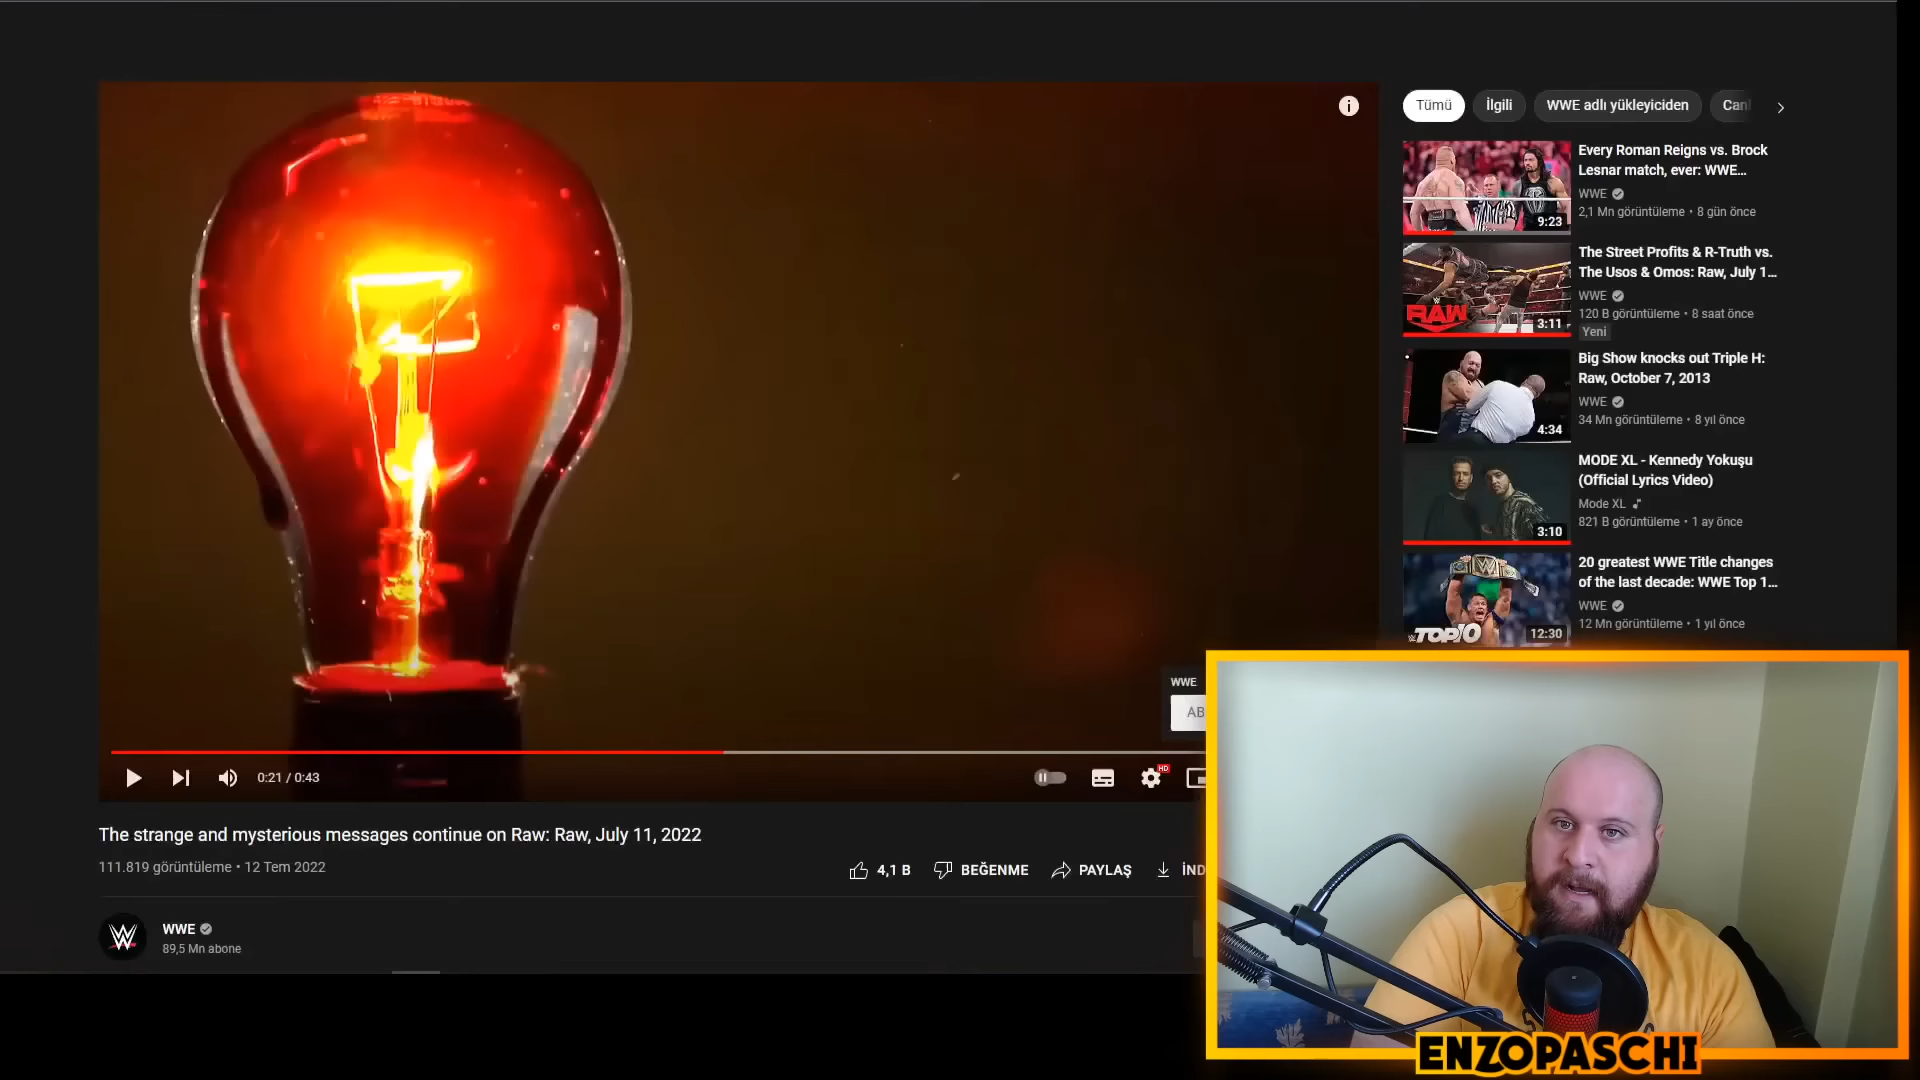 Tümü
İlgili
WWE adlı yükleyiciden
Canl
Every Roman Reigns vs. Brock
Lesnar match, ever: WWE...
WWE
2,1 Mn görüntüleme • 8 gün önce
9:23
The Street Profits & R-Truth vs.
The Usos & Omos: Raw, July 1...
WWE
120 B görüntüleme • 8 saat önce
Yeni
RAW
3:11
Big Show knocks out Triple H:
Raw, October 7, 2013
WWE
34 Mn görüntüleme • 8 yıl önce
4:34
MODE XL - Kennedy Yokuşu
(Official Lyrics Video)
Mode XL
821 B görüntüleme • 1 ay önce
3:10
20 greatest WWE Title changes
of the last decade: WWE Top 1...
WWE
12 Mn görüntüleme • 1 yıl önce
TOP10
12:30
WWE
AB
0:21 / 0:43
HD
The strange and mysterious messages continue on Raw: Raw, July 11, 2022
111.819 görüntüleme • 12 Tem 2022
4,1 B
BEĞENME
PAYLAŞ
İND
WWE
89,5 Mn abone
ENZOPASCHI